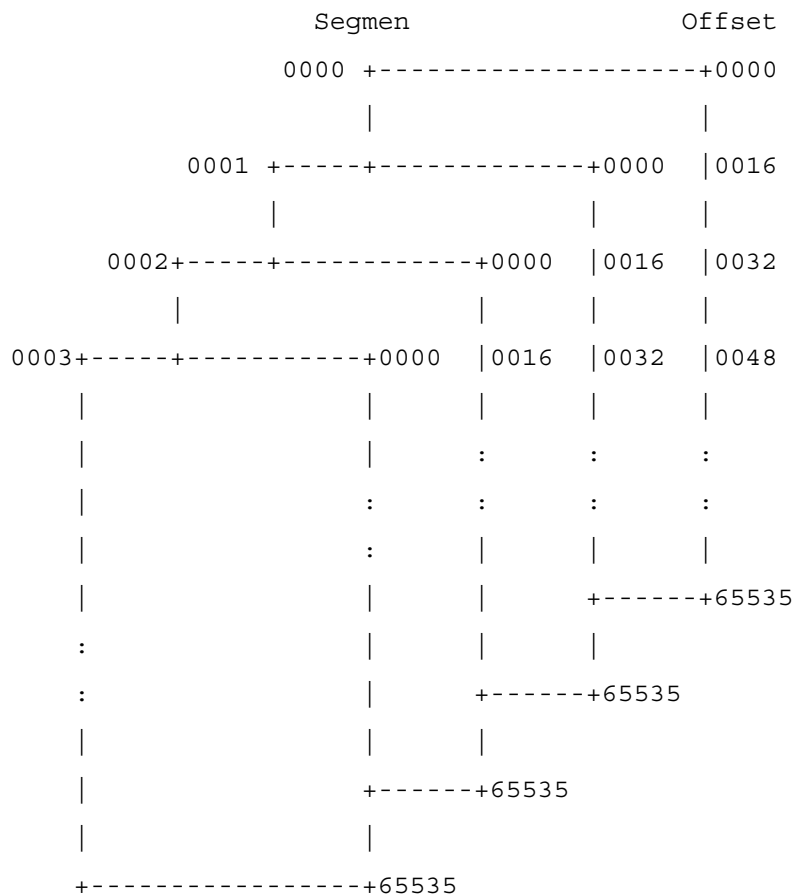 Segmen Offset
0000 +--------------------+0000
| |
0001 +-----+-------------+0000 |0016
| | |
0002+-----+------------+0000 |0016 |0032
| | | |
0003+-----+-----------+0000 |0016 |0032 |0048
| | | | |
| | : : :
| : : : :
| : | | |
| | | +------+65535
: | | |
: | +------+65535
| | |
| +------+65535
| |
+-----------------+65535